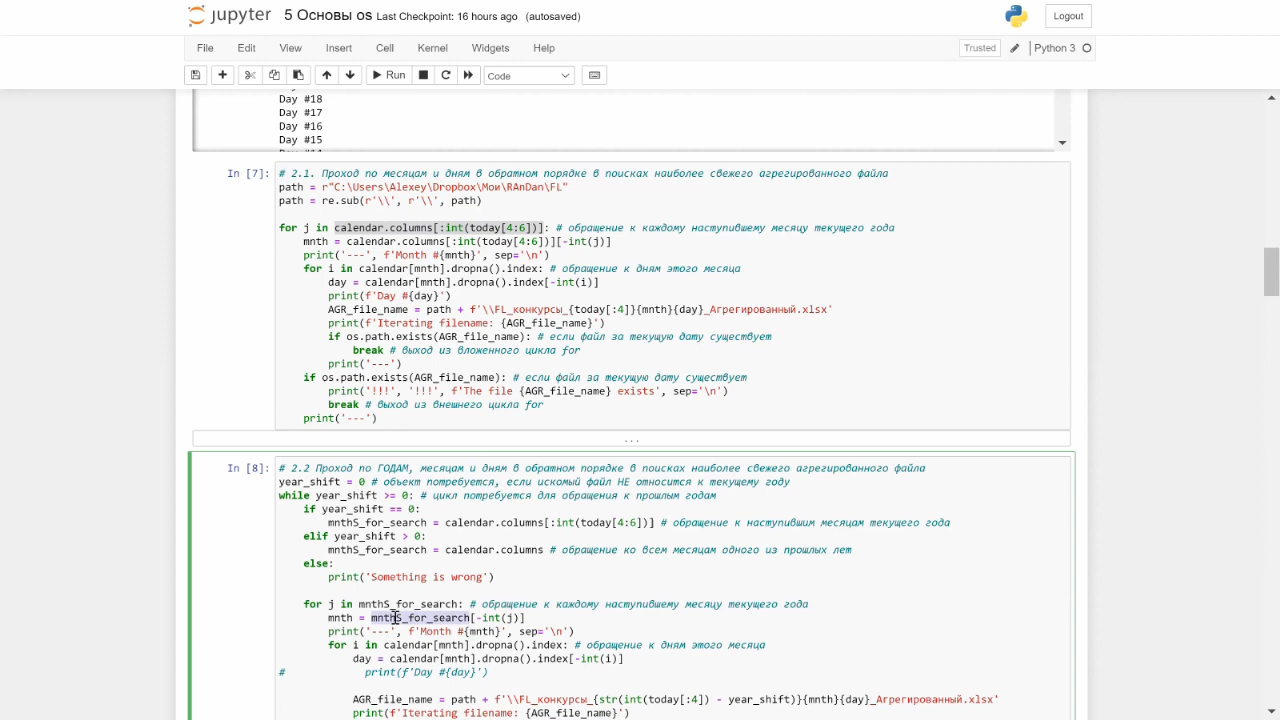 jupyter 5 Основы os Last Checkpoint: 16 hours ago (autosaved) Logout
File Edit View Insert Cell Kernel Widgets Help Trusted Python 3
Run Code
Day #18
Day #17
Day #16
Day #15
In [7]: # 2.1. Проход по месяцам и дням в обратном порядке в поисках наиболее свежего агрегированного файла
path = r"C:\Users\Alexey\Dropbox\Мои\RAnDan\FL"
path = re.sub(r'\\', r'\\', path)
for j in calendar.columns[:int(today[4:6])]: # обращение к каждому наступившему месяцу текущего года
    mnth = calendar.columns[:int(today[4:6])][-int(j)]
    print('---', f'Month #{mnth}', sep='\n')
    for i in calendar[mnth].dropna().index: # обращение к дням этого месяца
        day = calendar[mnth].dropna().index[-int(i)]
        print(f'Day #{day}')
        AGR_file_name = path + f'\\FL_конкурсы_{today[:4]}{mnth}{day}_Агрегированный.xlsx'
        print(f'Iterating filename: {AGR_file_name}')
        if os.path.exists(AGR_file_name): # если файл за текущую дату существует
            break # выход из вложенного цикла for
        print('---')
    if os.path.exists(AGR_file_name): # если файл за текущую дату существует
        print('!!!', '!!!', f'The file {AGR_file_name} exists', sep='\n')
        break # выход из внешнего цикла for
    print('---')
...
In [8]: # 2.2 Проход по ГОДАМ, месяцам и дням в обратном порядке в поисках наиболее свежего агрегированного файла
year_shift = 0 # объект потребуется, если искомый файл НЕ относится к текущему году
while year_shift >= 0: # цикл потребуется для обращения к прошлым годам
    if year_shift == 0:
        mnthS_for_search = calendar.columns[:int(today[4:6])] # обращение к наступившим месяцам текущего года
    elif year_shift > 0:
        mnthS_for_search = calendar.columns # обращение ко всем месяцам одного из прошлых лет
    else:
        print('Something is wrong')
    for j in mnthS_for_search: # обращение к каждому наступившему месяцу текущего года
        mnth = mnthS_for_search[-int(j)]
        print('---', f'Month #{mnth}', sep='\n')
        for i in calendar[mnth].dropna().index: # обращение к дням этого месяца
            day = calendar[mnth].dropna().index[-int(i)]
#             print(f'Day #{day}')
            AGR_file_name = path + f'\\FL_конкурсы_{str(int(today[:4]) - year_shift)}{mnth}{day}_Агрегированный.xlsx'
            print(f'Iterating filename: {AGR_file_name}')